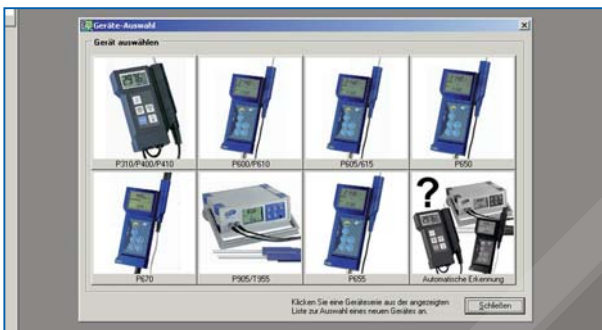 Geräte-Auswahl
Gerät auswählen
P310/P400/P410
P600/P610
P605/615
P650
?
P670
P905/T955
P655
Automatische Erkennung
Klicken Sie eine Geräteserie aus der angezeigten
Liste zur Auswahl eines neuen Gerätes an.
Schließen